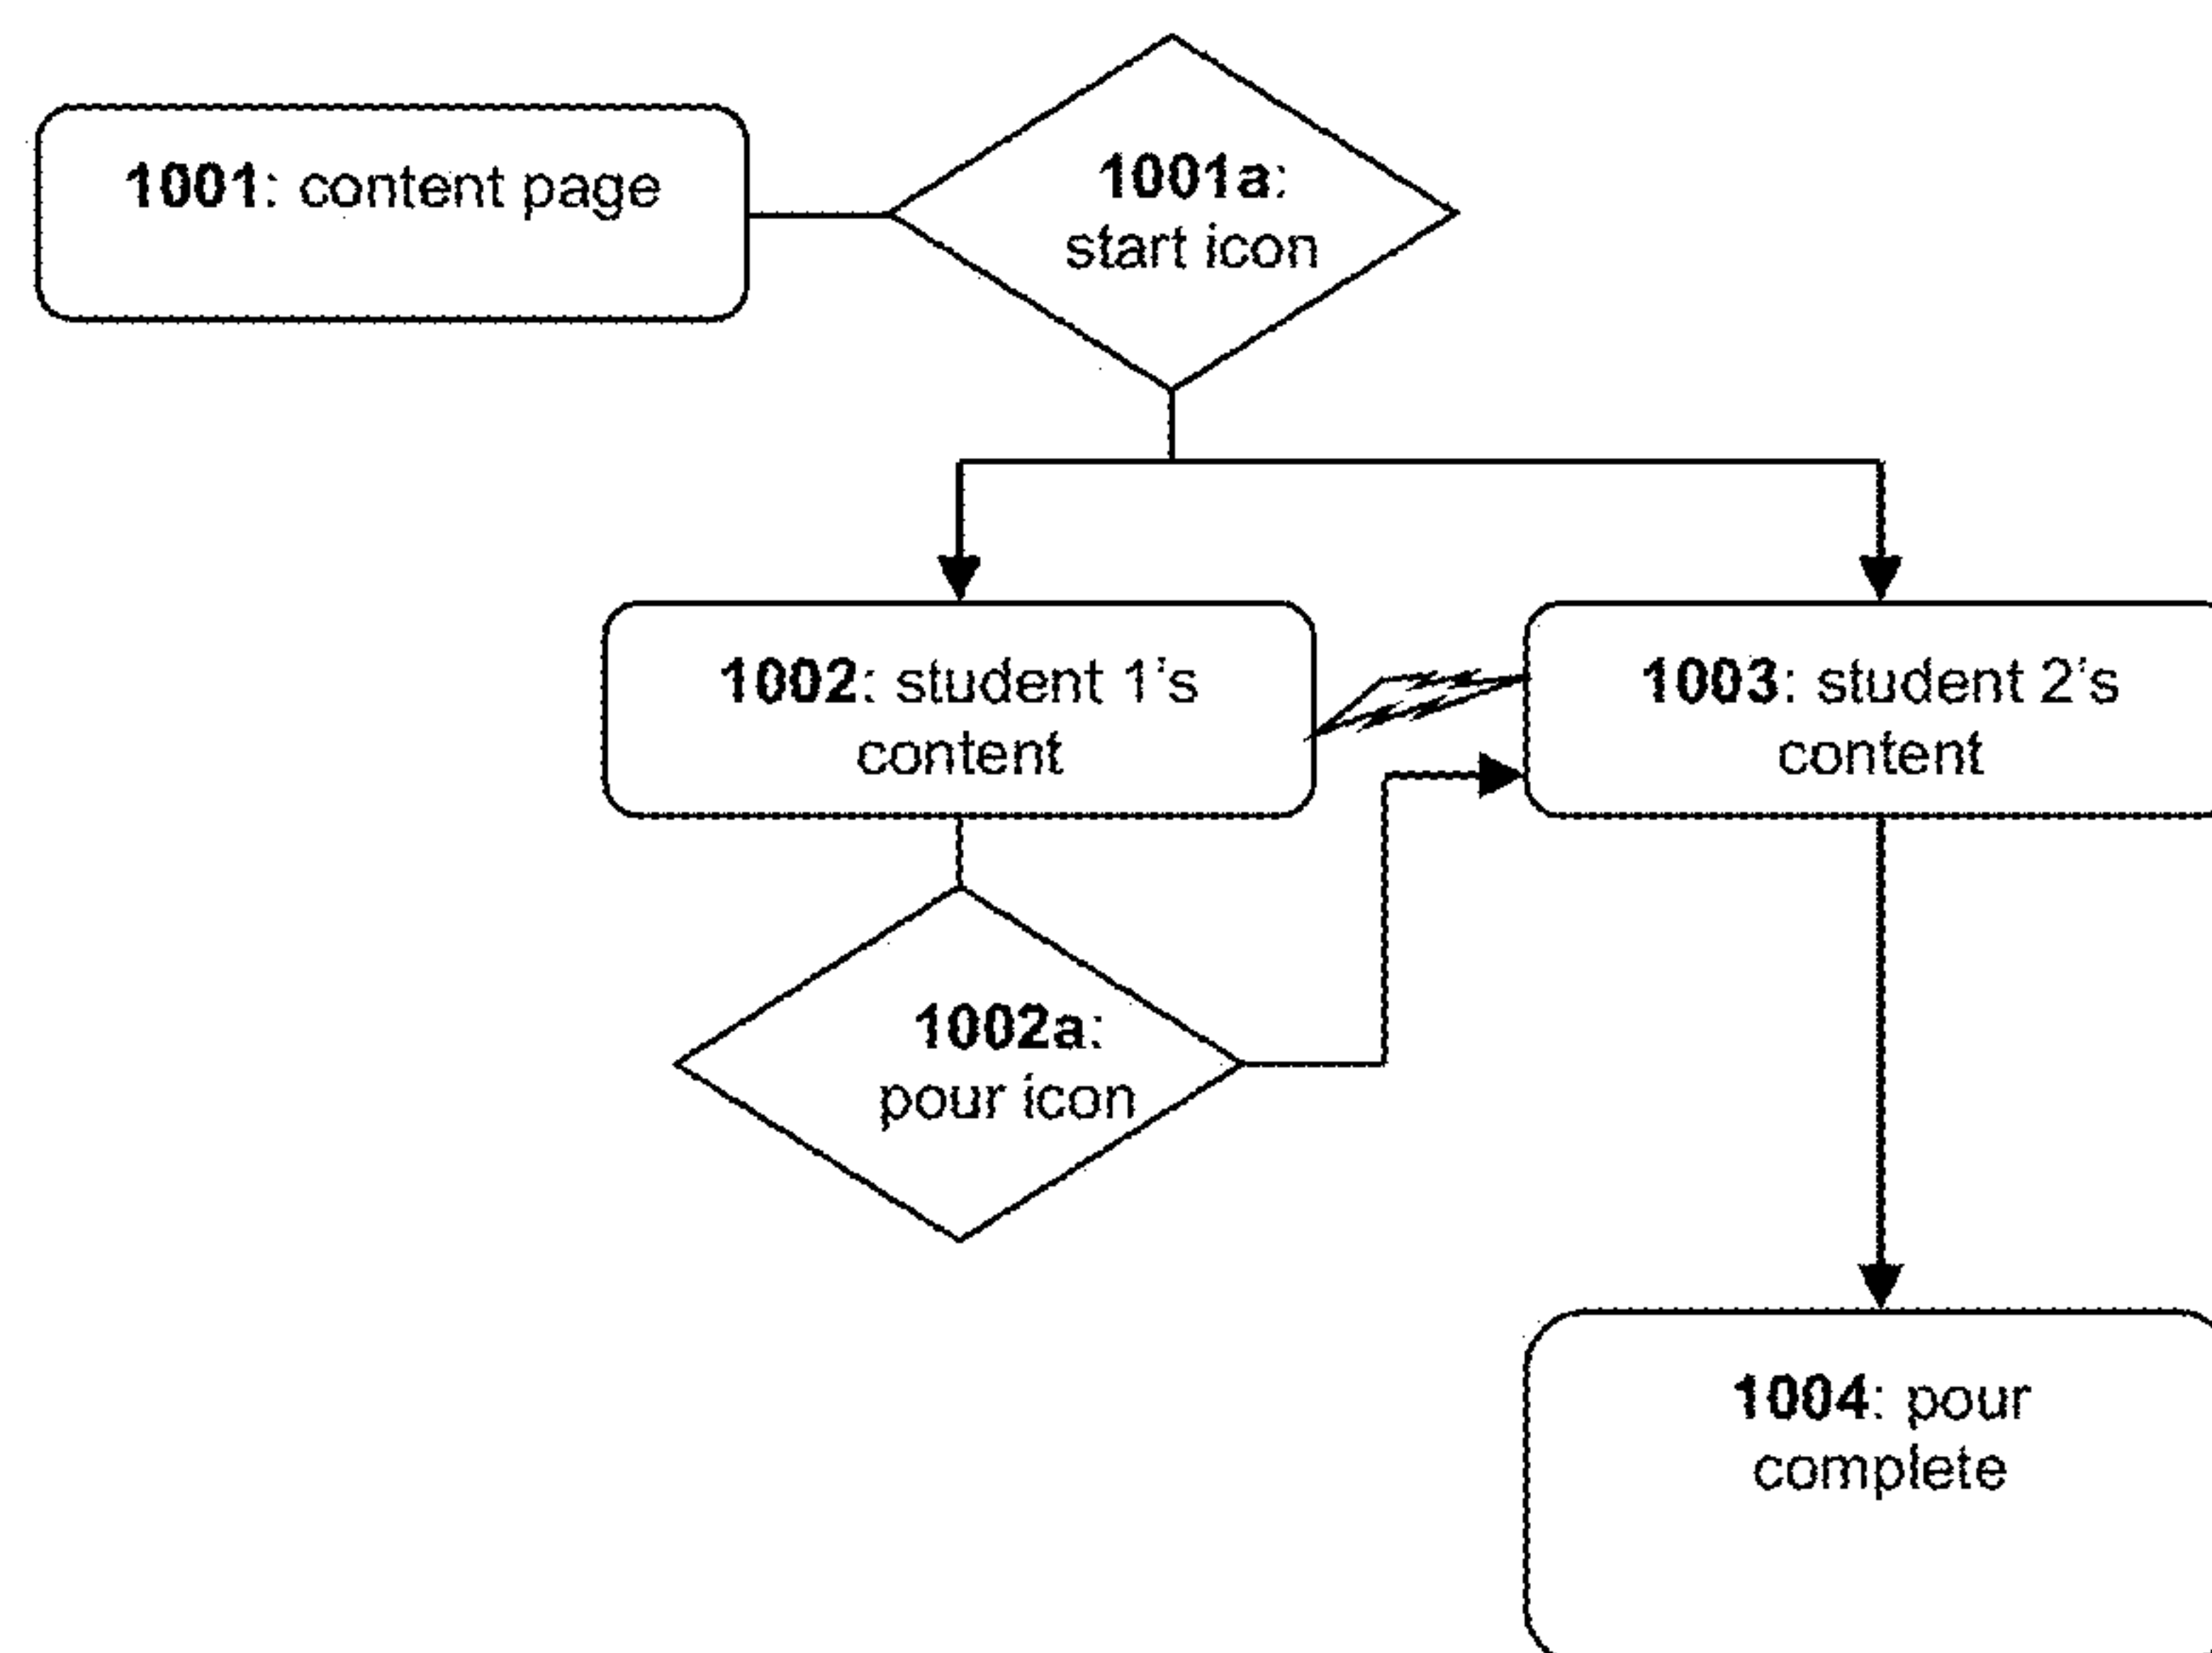 1001: content page
1001a:
start icon
1002: student 1's
content
1003: student 2's
content
1002a:
pour icon
1004: pour
complete